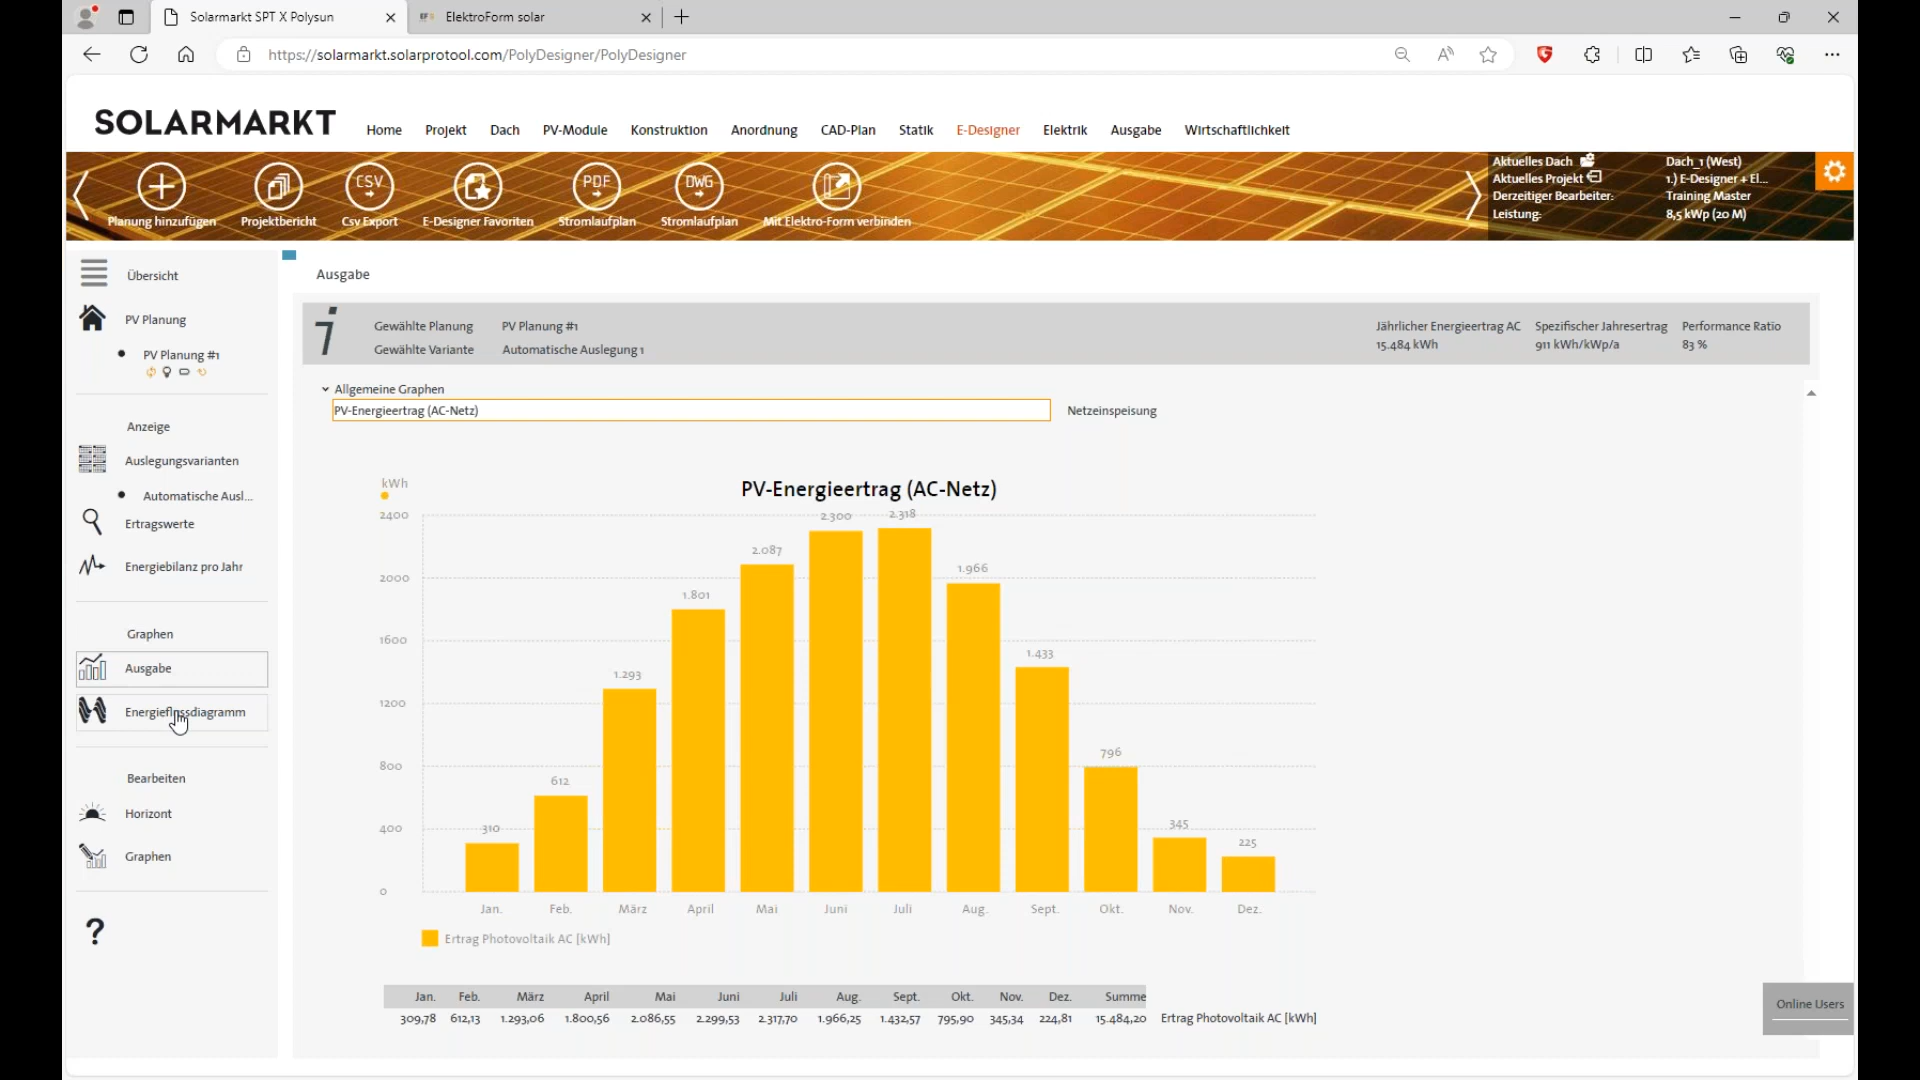 Solarmarkt SPT X Polysun
ElektroForm solar
https://solarmarkt.solarprotool.com/PolyDesigner/PolyDesigner
SOLARMARKT
Home Projekt Dach PV-Module Konstruktion Anordnung CAD-Plan Statik E-Designer Elektrik Ausgabe Wirtschaftlichkeit
CSV PDF DWG
Planung hinzufügen Projektbericht Csv Export E-Designer Favoriten Stromlaufplan Stromlaufplan Mit Elektro-Form verbinden
Aktuelles Dach Dach_1 (West)
Aktuelles Projekt 1.) E-Designer + El...
Derzeitiger Bearbeiter: Training Master
Leistung: 8,5 kWp (20 M)
Übersicht
PV Planung
PV Planung #1
Anzeige
Auslegungsvarianten
Automatische Ausl...
Ertragswerte
Energiebilanz pro Jahr
Graphen
Ausgabe
Energieflussdiagramm
Bearbeiten
Horizont
Graphen
?
Ausgabe
Gewählte Planung PV Planung #1
Gewählte Variante Automatische Auslegung 1
Jährlicher Energieertrag AC Spezifischer Jahresertrag Performance Ratio
15.484 kWh 911 kWh/kWp/a 83 %
Allgemeine Graphen
PV-Energieertrag (AC-Netz) Netzeinspeisung
kWh
PV-Energieertrag (AC-Netz)
2400
2000
1600
1200
800
400
0
310 612 1.293 1.801 2.087 2.300 2.318 1.966 1.433 796 345 225
Jan. Feb. März April Mai Juni Juli Aug. Sept. Okt. Nov. Dez.
Ertrag Photovoltaik AC [kWh]
Jan. Feb. März April Mai Juni Juli Aug. Sept. Okt. Nov. Dez. Summe
309,78 612,13 1.293,06 1.800,56 2.086,55 2.299,53 2.317,70 1.966,25 1.432,57 795,90 345,34 224,81 15.484,20 Ertrag Photovoltaik AC [kWh]
Online Users